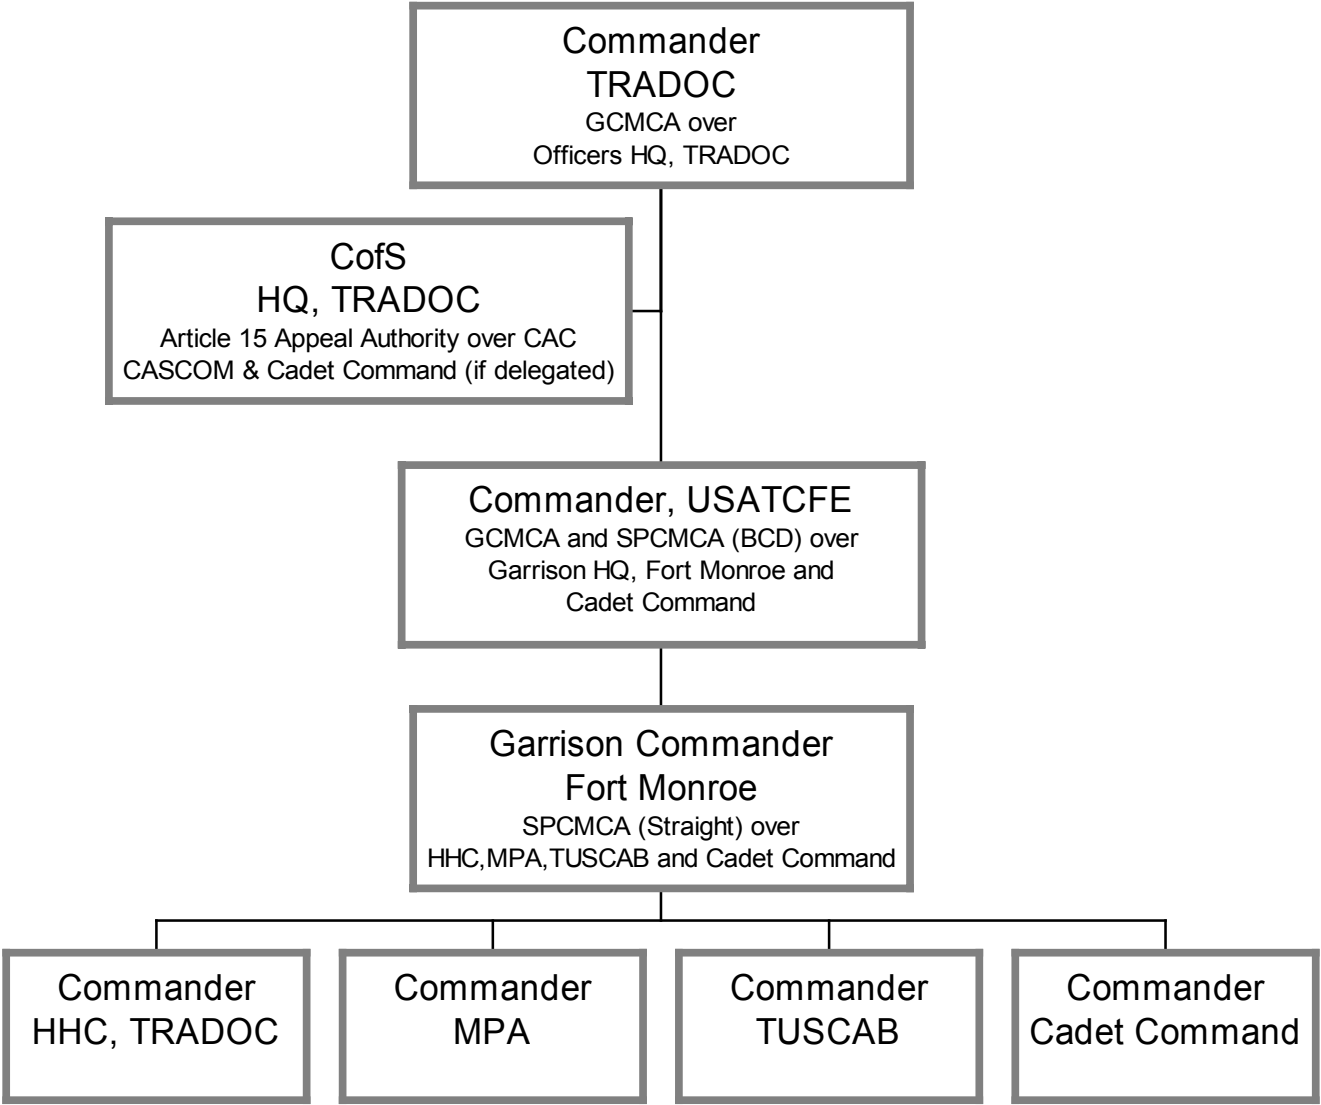 Commander
TRADOC
GCMCA over
Officers HQ, TRADOC
CofS
HQ, TRADOC
Article 15 Appeal Authority over CAC
CASCOM & Cadet Command (if delegated)
Commander, USATCFE
GCMCA and SPCMCA (BCD) over
Garrison HQ, Fort Monroe and
Cadet Command
Garrison Commander
Fort Monroe
SPCMCA (Straight) over
HHC,MPA,TUSCAB and Cadet Command
Commander
HHC, TRADOC
Commander
MPA
Commander
TUSCAB
Commander
Cadet Command